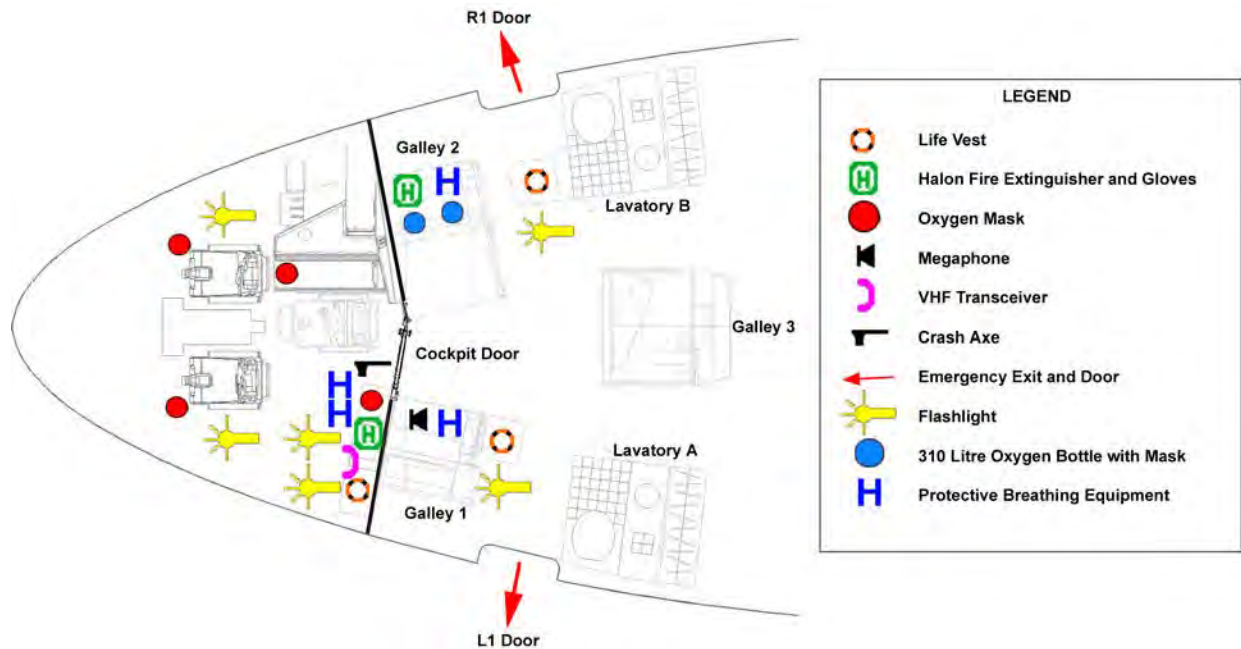 R1 Door
Galley 2
Lavatory B
Galley 3
Cockpit Door
Lavatory A
Galley 1
L1 Door
LEGEND
Life Vest
Halon Fire Extinguisher and Gloves
Oxygen Mask
Megaphone
VHF Transceiver
Crash Axe
Emergency Exit and Door
Flashlight
310 Litre Oxygen Bottle with Mask
Protective Breathing Equipment
H
H
H
H
H
H
H
H